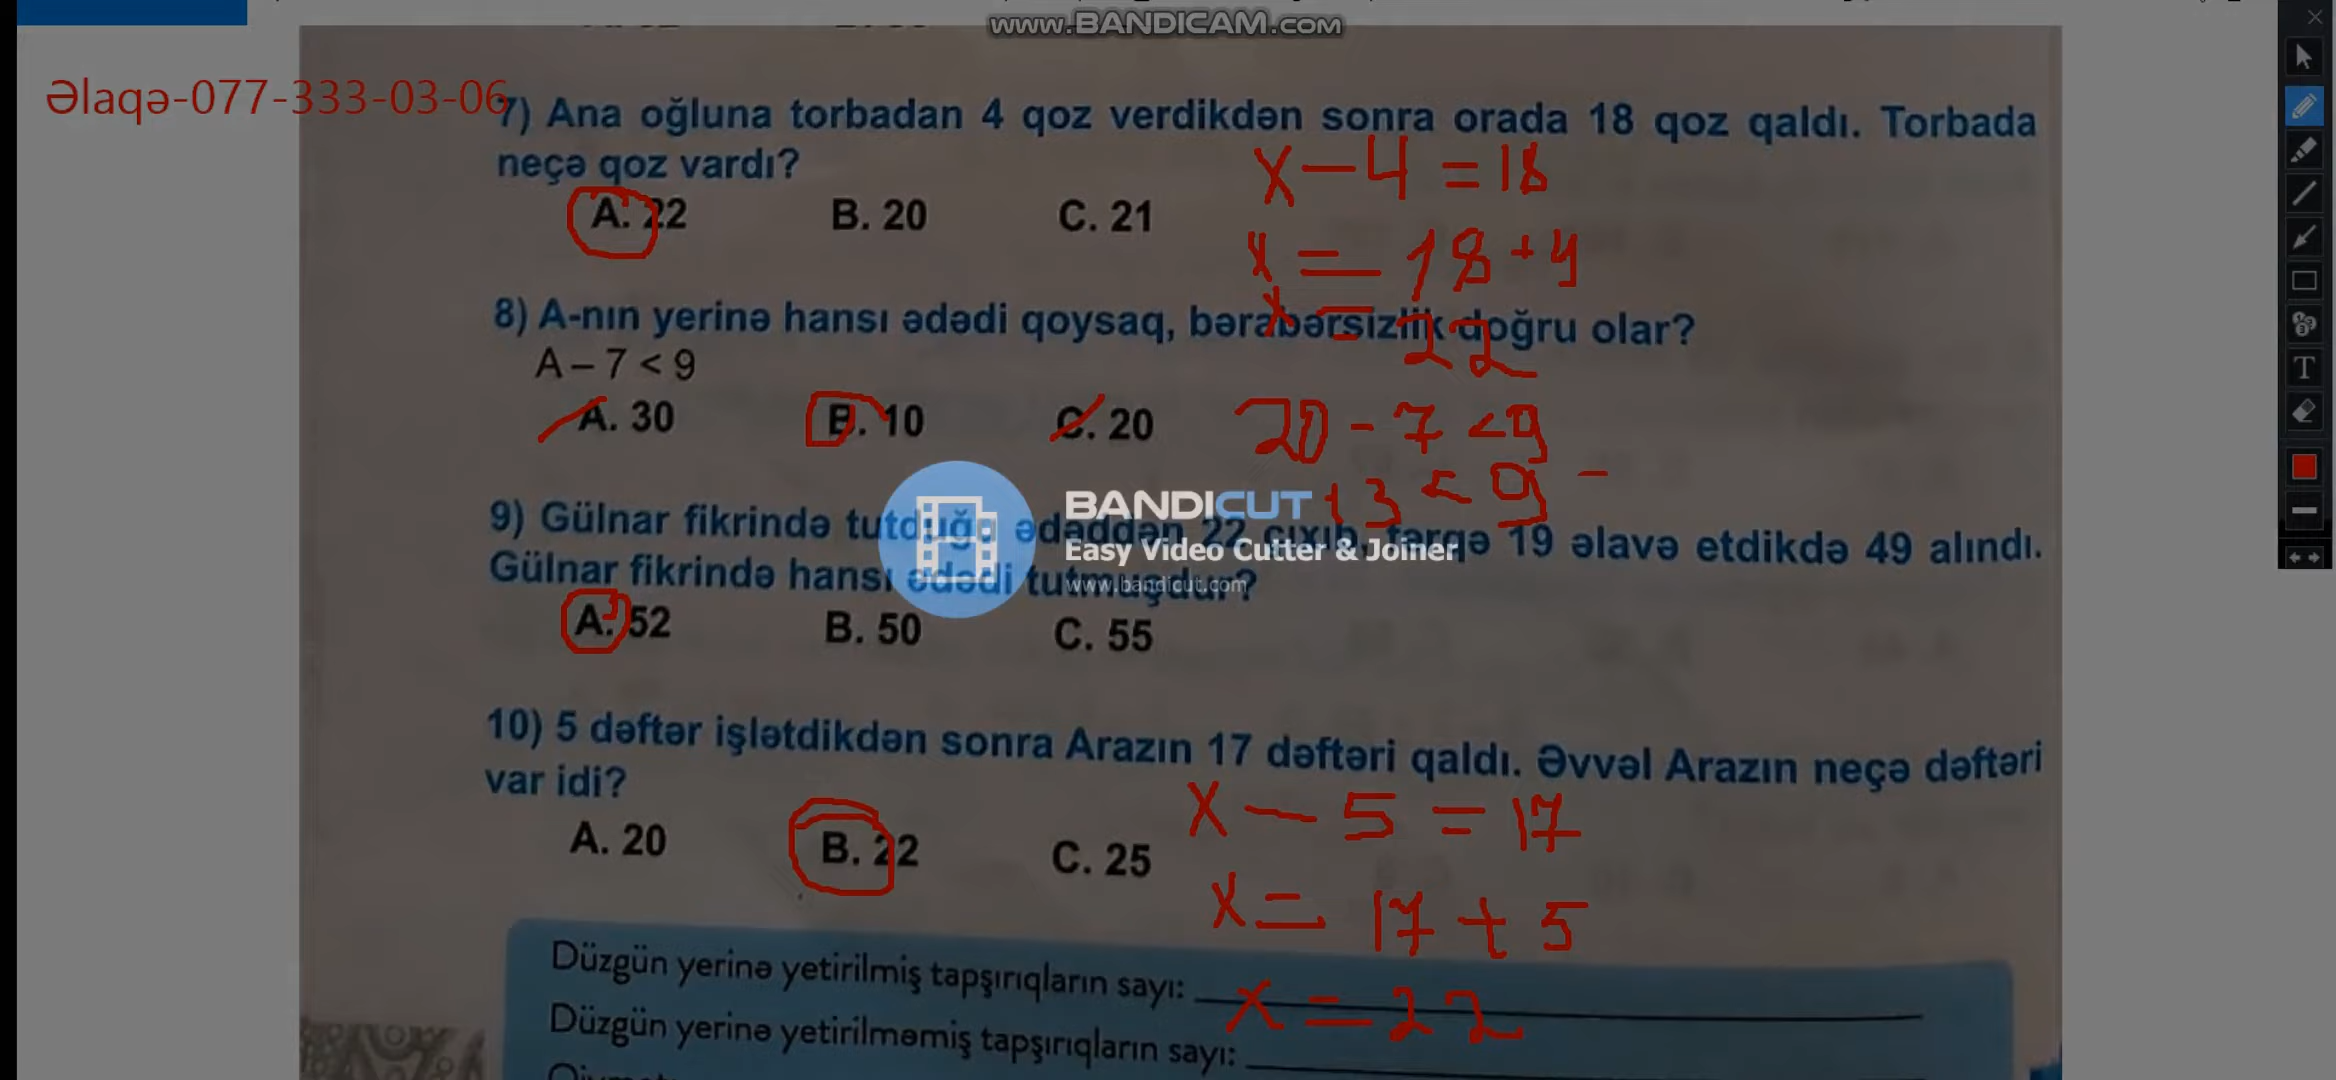 www.BANDICAM.com
Əlaqə-077-333-03-06
7) Ana oğluna torbadan 4 qoz verdikdən sonra orada 18 qoz qaldı. Torbada
neçə qoz vardı?
x - 4 = 18
A. 22 B. 20 C. 21
x = 18 + 4
8) A-nın yerinə hansı ədədi qoysaq, bərabərsizlik doğru olar?
x = 22
A – 7 < 9
A. 30 B. 10 C. 20
20 - 7 < 9
13 < 9 -
BANDICUT
9) Gülnar fikrində tutduğu ədəddən 22 çıxıb, fərqə 19 əlavə etdikdə 49 alındı.
Easy Video Cutter & Joiner
Gülnar fikrində hansı ədədi tutmuşdur?
www.bandicut.com
A. 52 B. 50 C. 55
10) 5 dəftər işlətdikdən sonra Arazın 17 dəftəri qaldı. Əvvəl Arazın neçə dəftəri
var idi?
x - 5 = 17
A. 20 B. 22 C. 25
x = 17 + 5
Düzgün yerinə yetirilmiş tapşırıqların sayı:
x = 22
Düzgün yerinə yetirilməmiş tapşırıqların sayı:
T